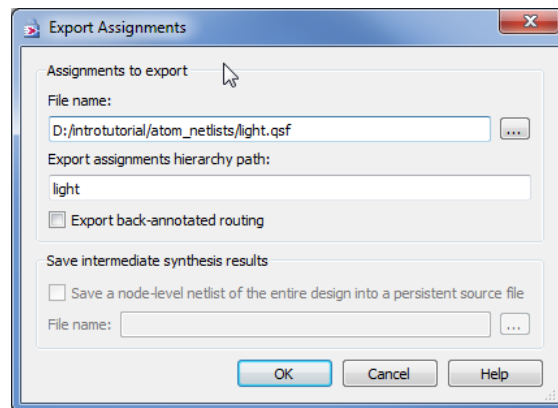 Export Assignments
Assignments to export
File name:
D:/introtutorial/atom_netlists/light.qsf
...
Export assignments hierarchy path:
light
Export back-annotated routing
Save intermediate synthesis results
Save a node-level netlist of the entire design into a persistent source file
File name:
...
OK Cancel Help